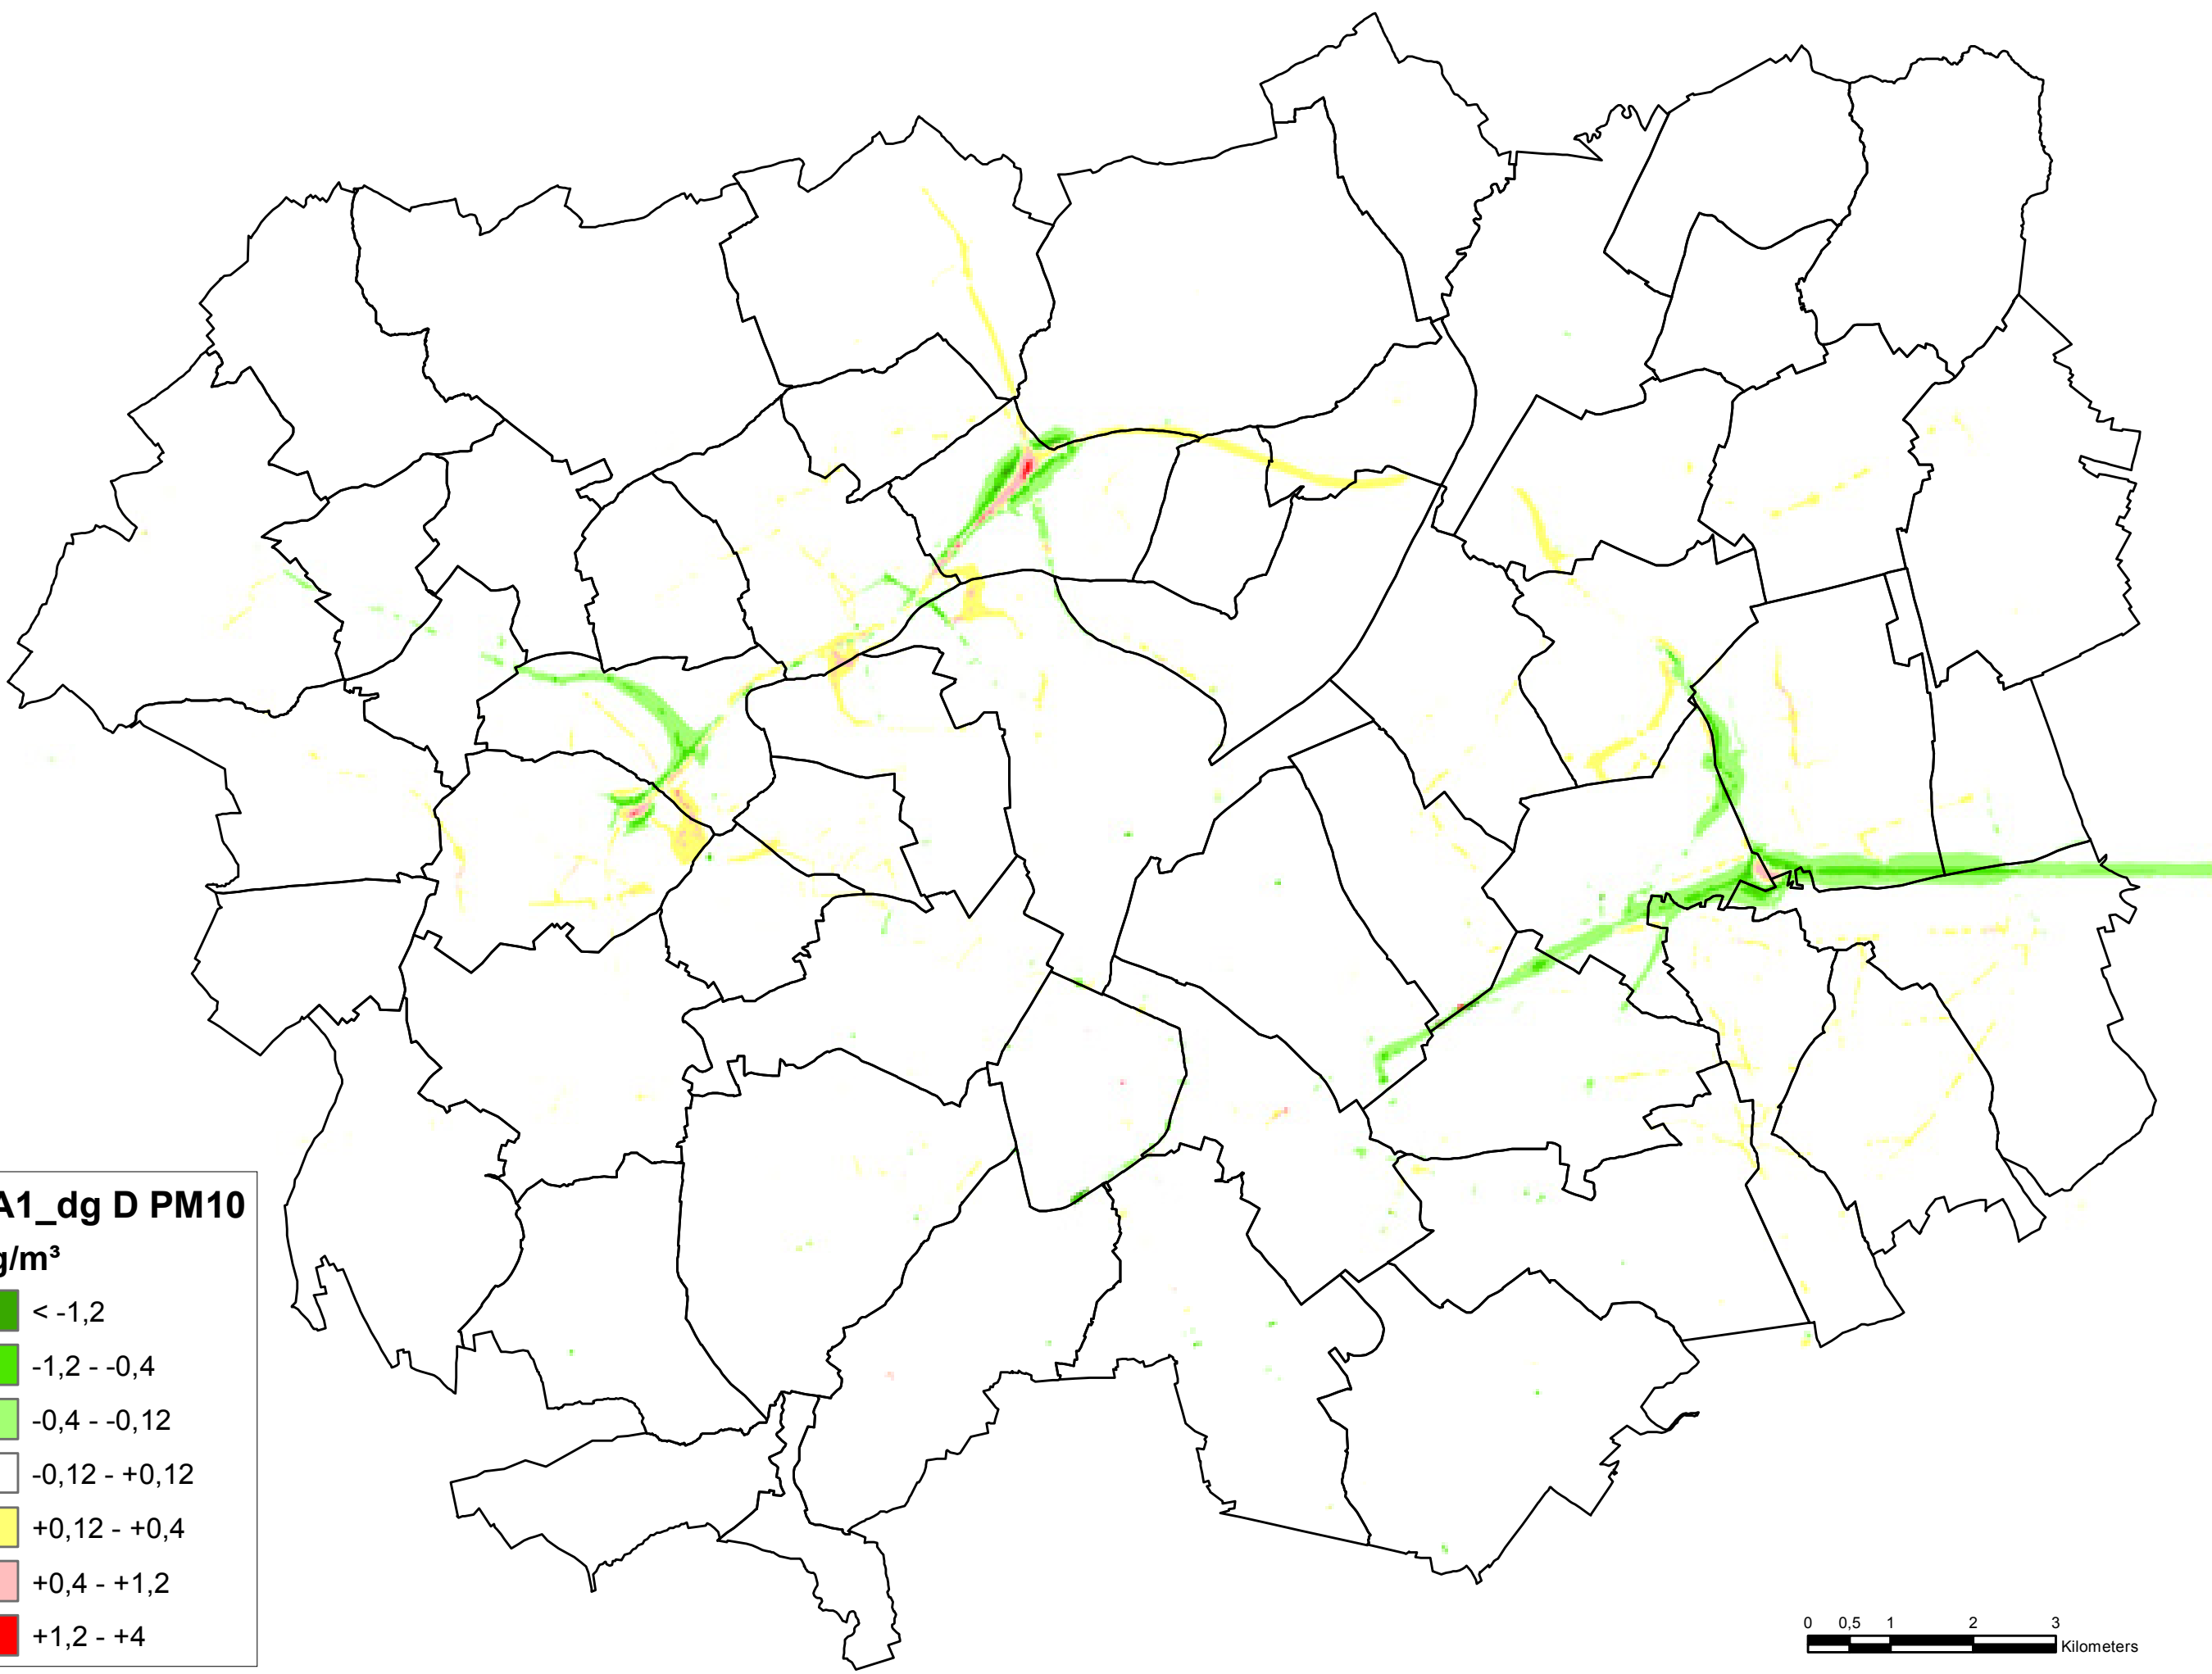 A1_dg D PM10
g/m³
< -1,2
-1,2 - -0,4
-0,4 - -0,12
-0,12 - +0,12
+0,12 - +0,4
+0,4 - +1,2
+1,2 - +4
0 0,5 1 2 3
Kilometers